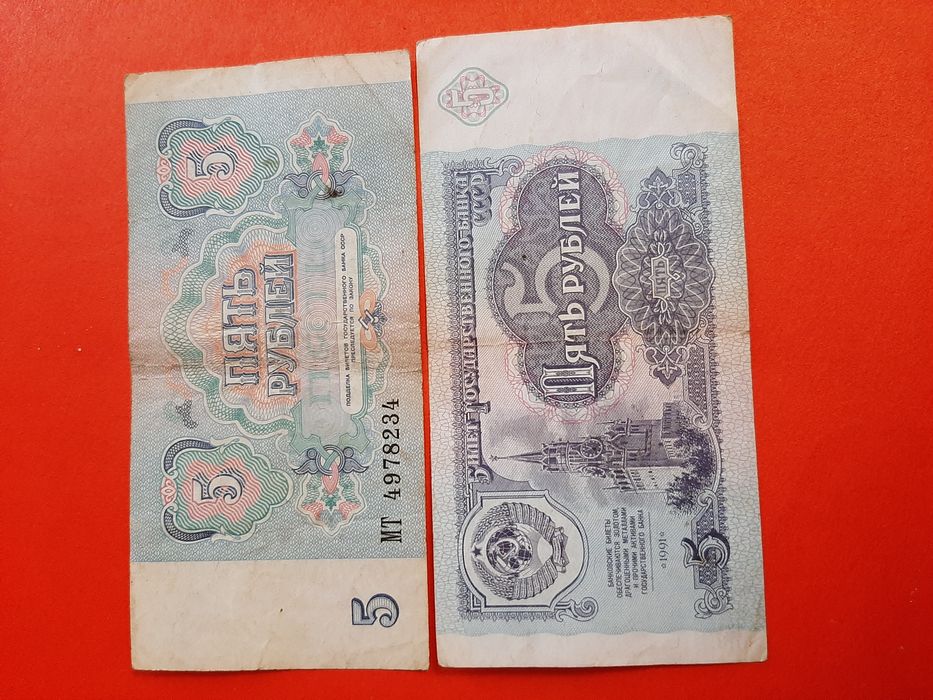 5
ПЯТЬ
РУБЛЕЙ
ПОДДЕЛКА БИЛЕТОВ ГОСУДАРСТВЕННОГО БАНКА СССР
ПРЕСЛЕДУЕТСЯ ПО ЗАКОНУ
5
МТ 4978234
5
5
БИЛЕТ ГОСУДАРСТВЕННОГО БАНКА
СССР
5
ПЯТЬ РУБЛЕЙ
ПЯТЬ
БАНКОВСКИЕ БИЛЕТЫ
ОБЕСПЕЧИВАЮТСЯ ЗОЛОТОМ,
ДРАГОЦЕННЫМИ МЕТАЛЛАМИ
И ПРОЧИМИ АКТИВАМИ
ГОСУДАРСТВЕННОГО БАНКА
1991
5